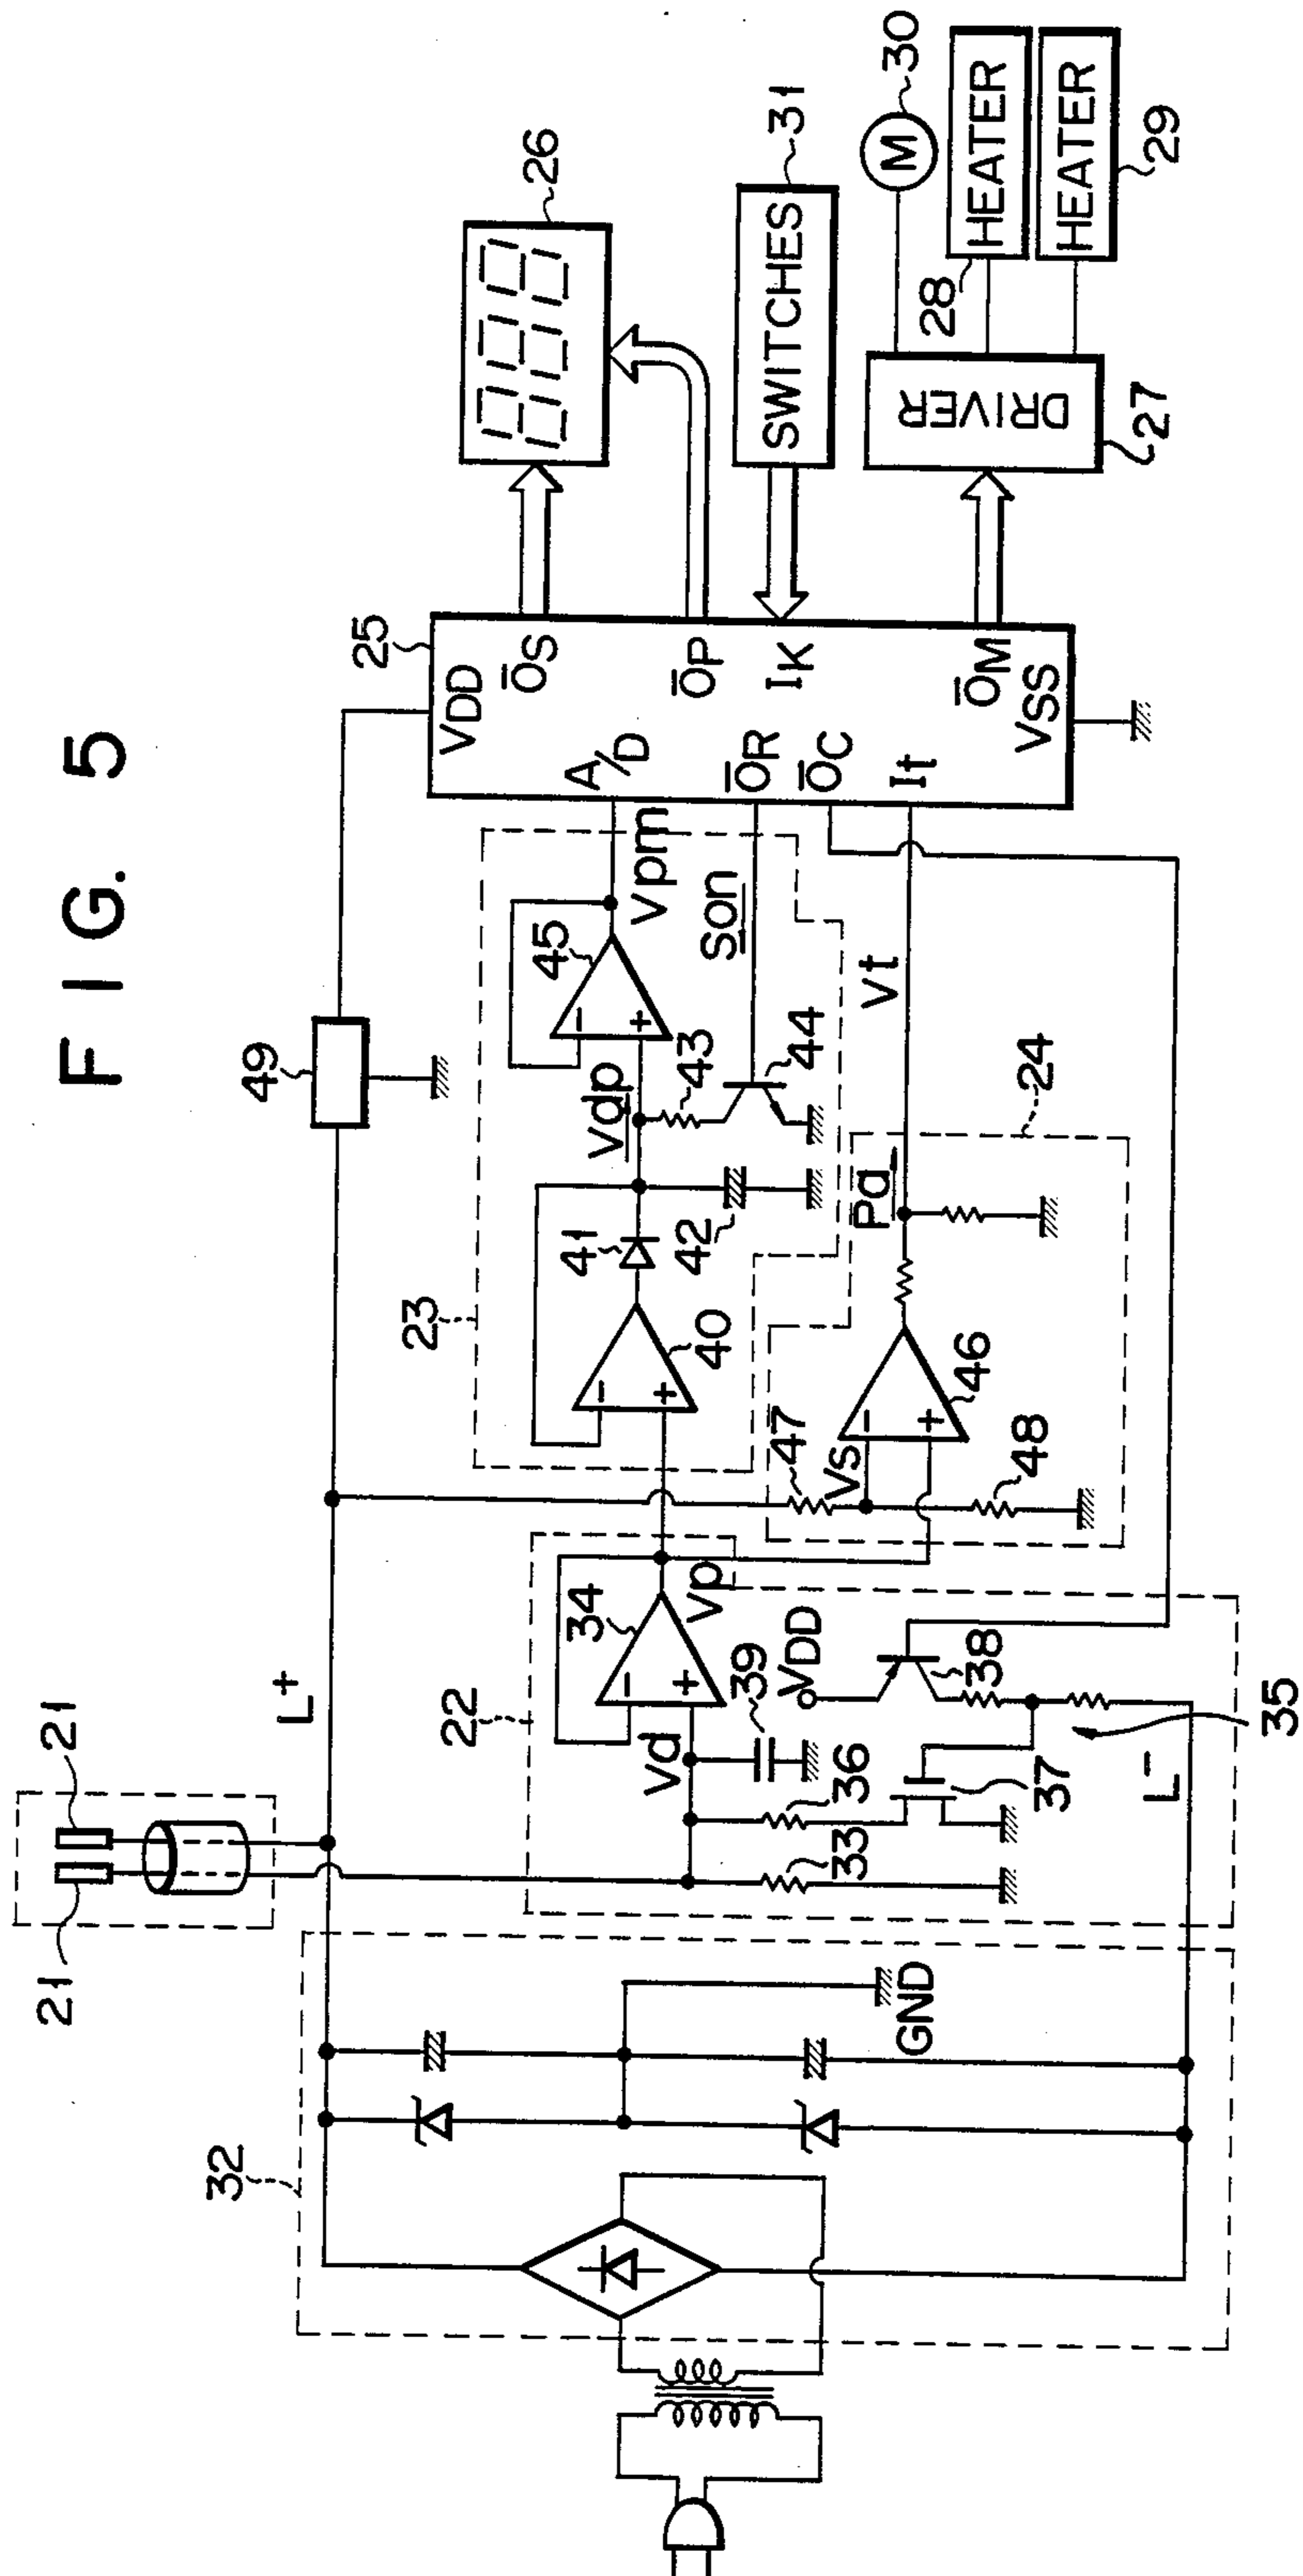 F I G. 5
21
21
L+
49
25
VDD
A/D
ŌS
ŌP
IK
ŌR
ŌC
It
ŌM
VSS
26
SWITCHES
31
DRIVER
27
M
30
HEATER
28
HEATER
29
23
40
41
42
Vdp
43
44
45
Vpm
Son
24
46
47
48
Vs
Pd
Vt
22
34
Vp
Vd
39
VDD
33
36
37
38
35
L-
32
GND
- +
- +
- +
- +